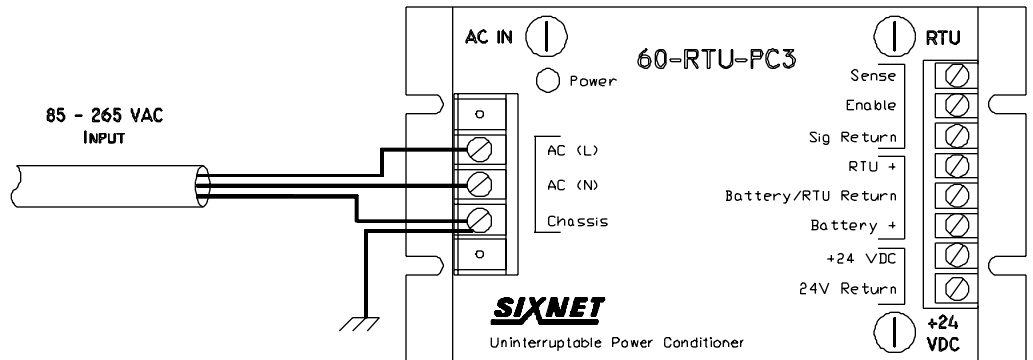 AC IN
60-RTU-PC3
RTU
Power
Sense
Enable
Sig Return
RTU +
Battery/RTU Return
Battery +
+24 VDC
24V Return
85 - 265 VAC
INPUT
AC (L)
AC (N)
Chassis
SIXNET
Uninterruptable Power Conditioner
+24
VDC